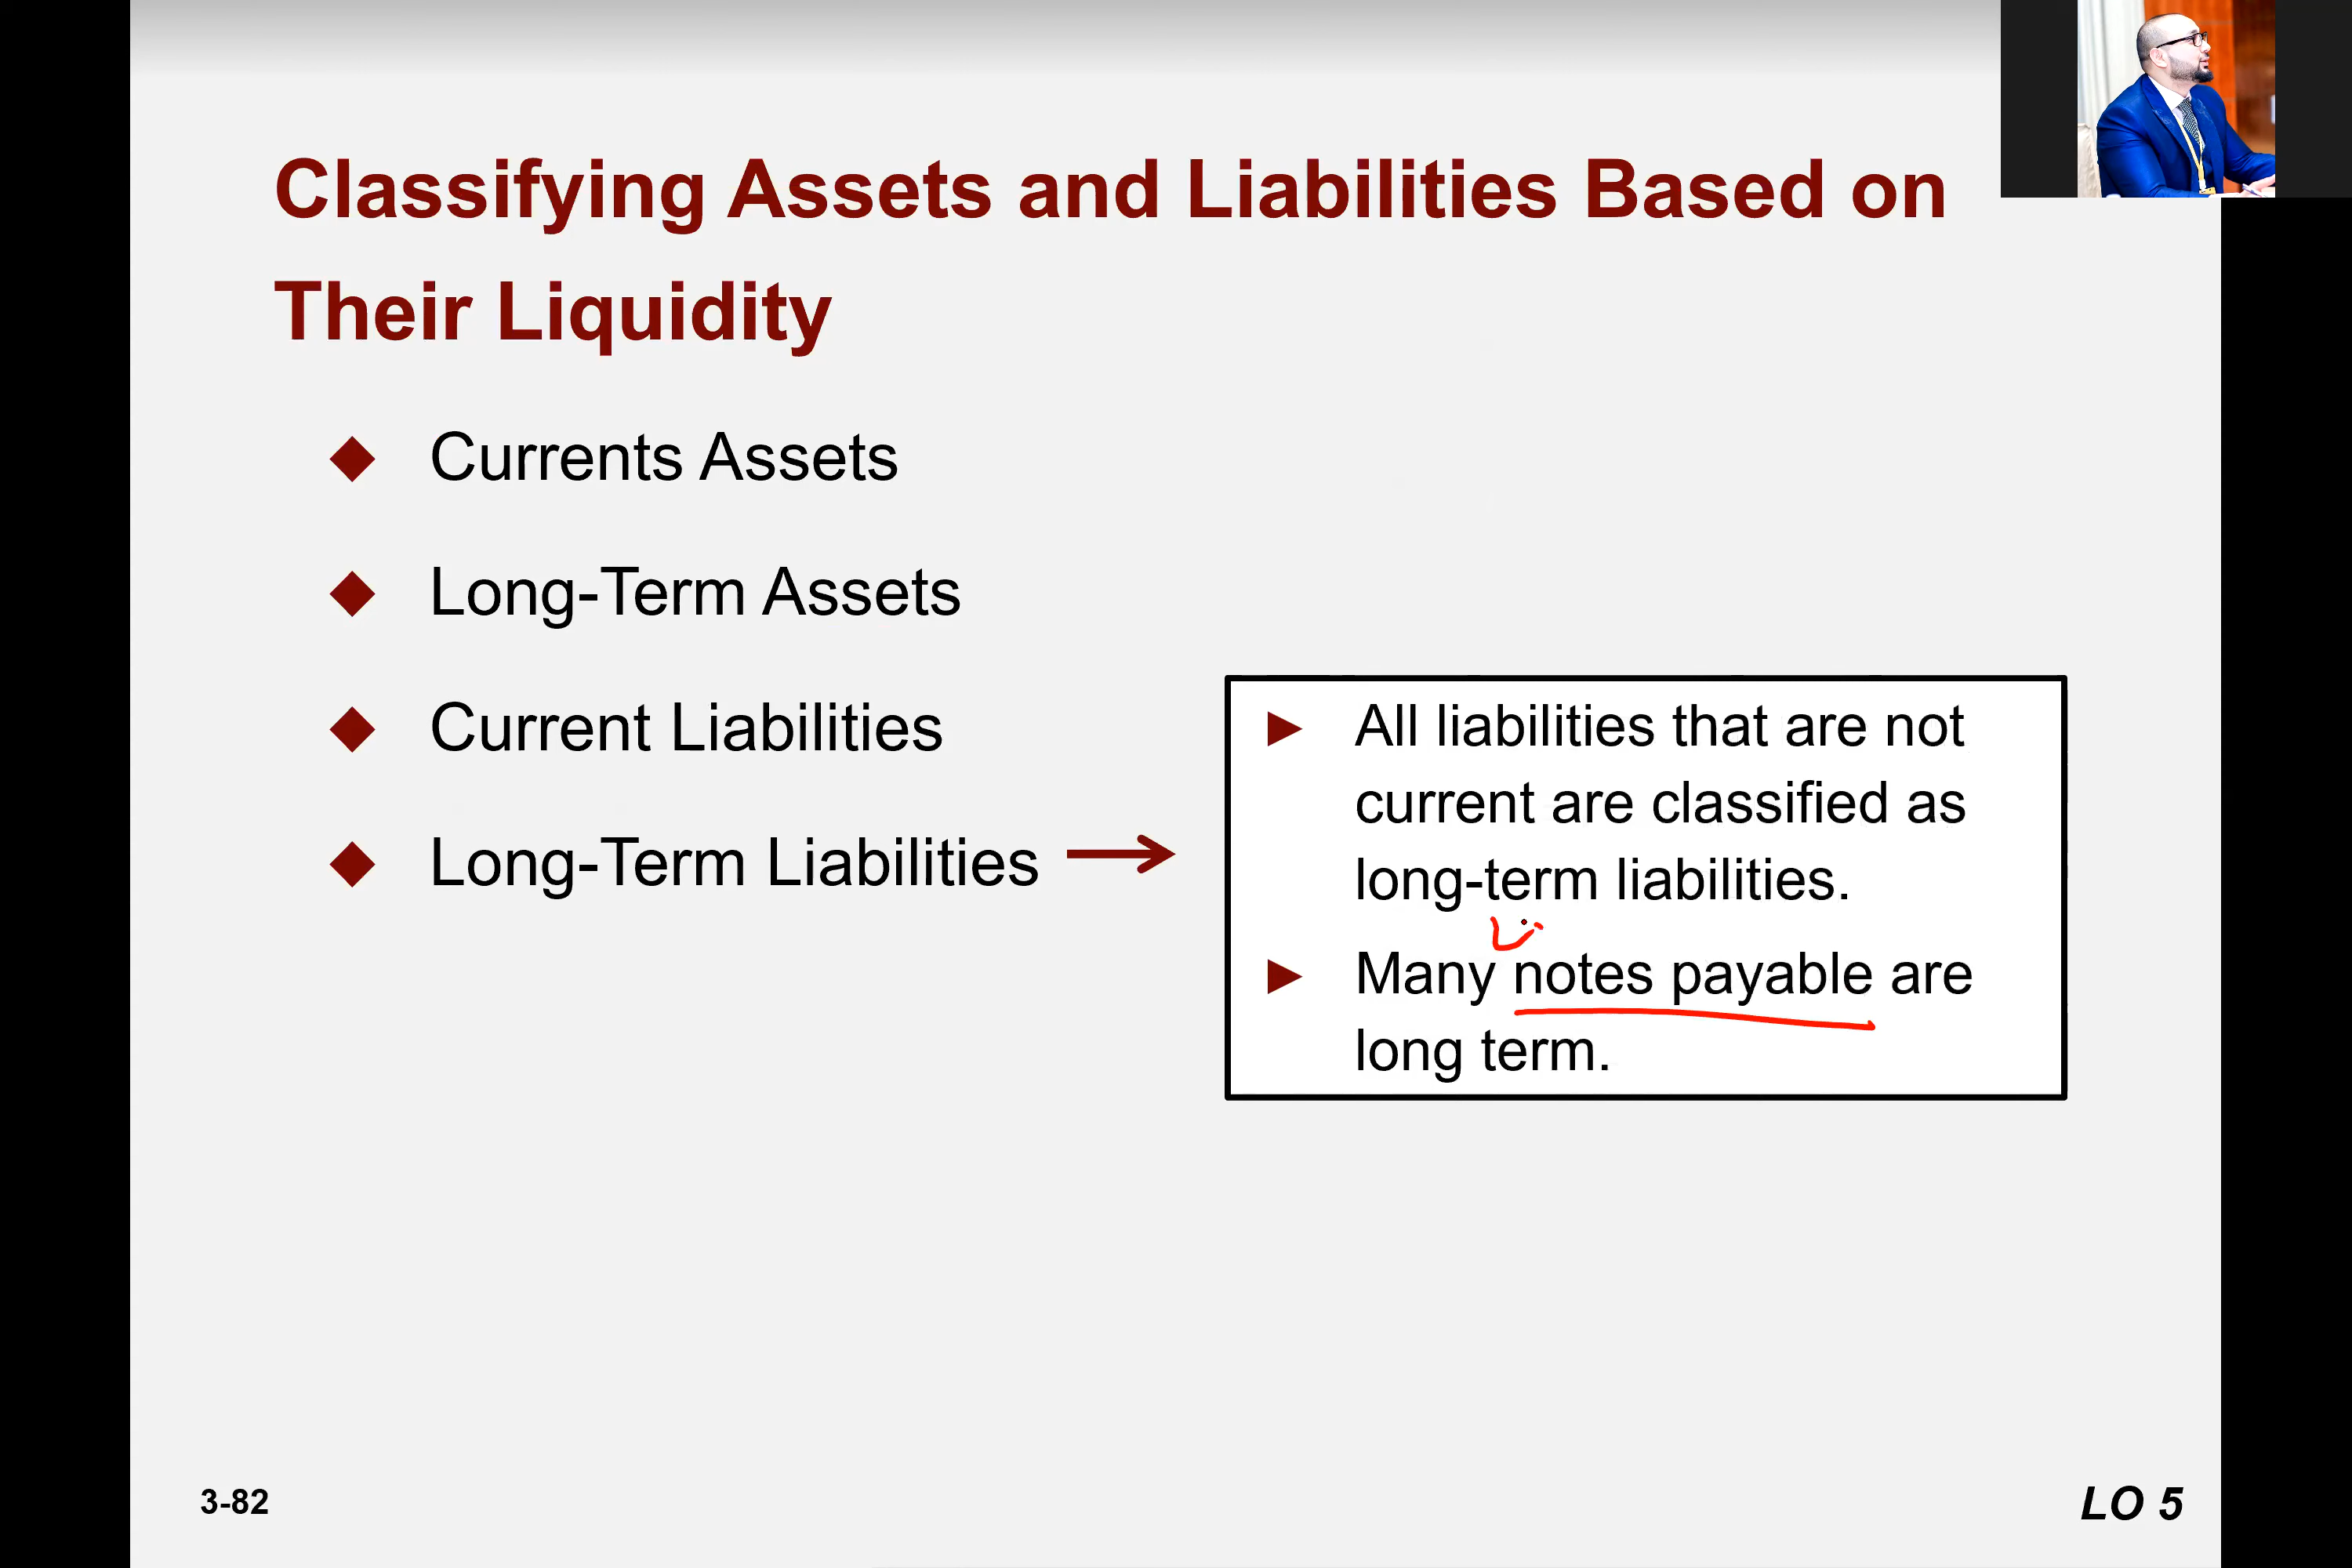 Classifying Assets and Liabilities Based on
Their Liquidity
Currents Assets
Long-Term Assets
Current Liabilities
Long-Term Liabilities
All liabilities that are not
current are classified as
long-term liabilities.
Many notes payable are
long term.
3-82
LO 5